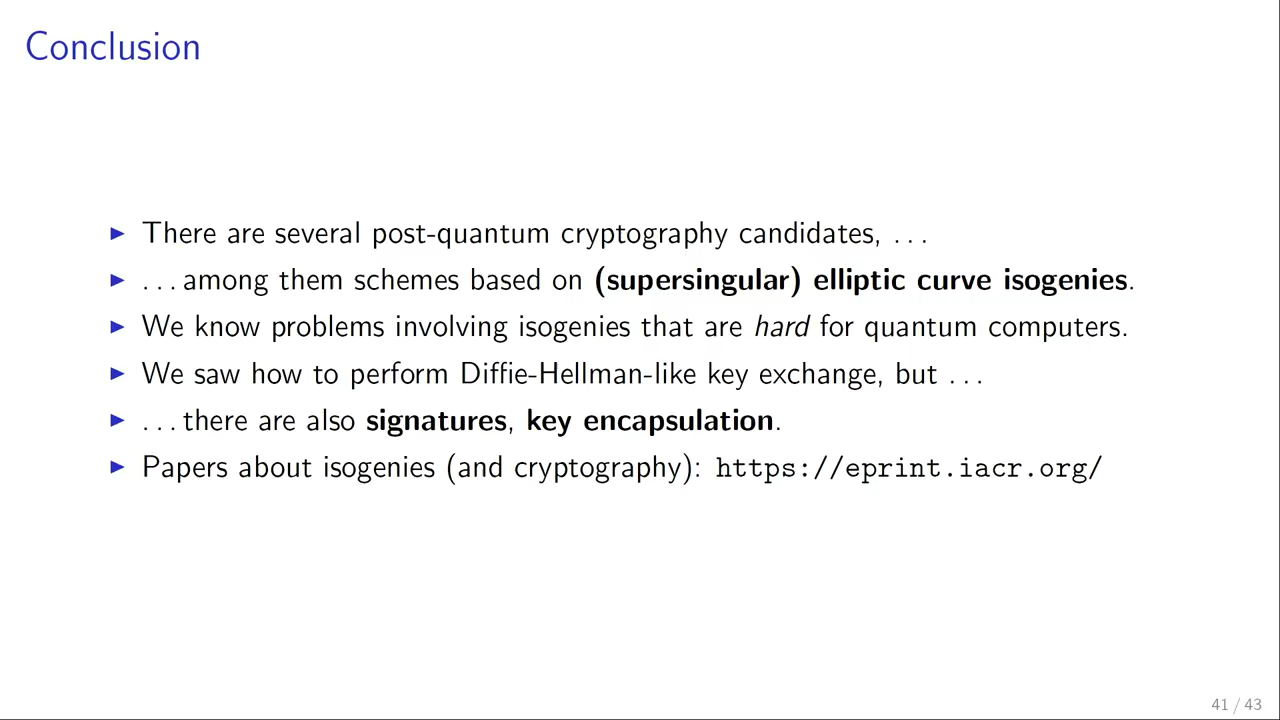 Conclusion
▶ There are several post-quantum cryptography candidates, . . .
▶ . . . among them schemes based on (supersingular) elliptic curve isogenies.
▶ We know problems involving isogenies that are hard for quantum computers.
▶ We saw how to perform Diffie-Hellman-like key exchange, but . . .
▶ . . . there are also signatures, key encapsulation.
▶ Papers about isogenies (and cryptography): https://eprint.iacr.org/
41 / 43